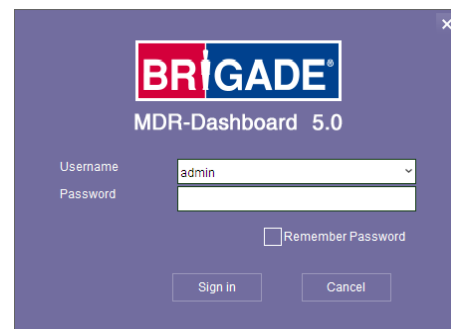 BRIGADE®
MDR-Dashboard 5.0
Username admin
Password
Remember Password
Sign in Cancel